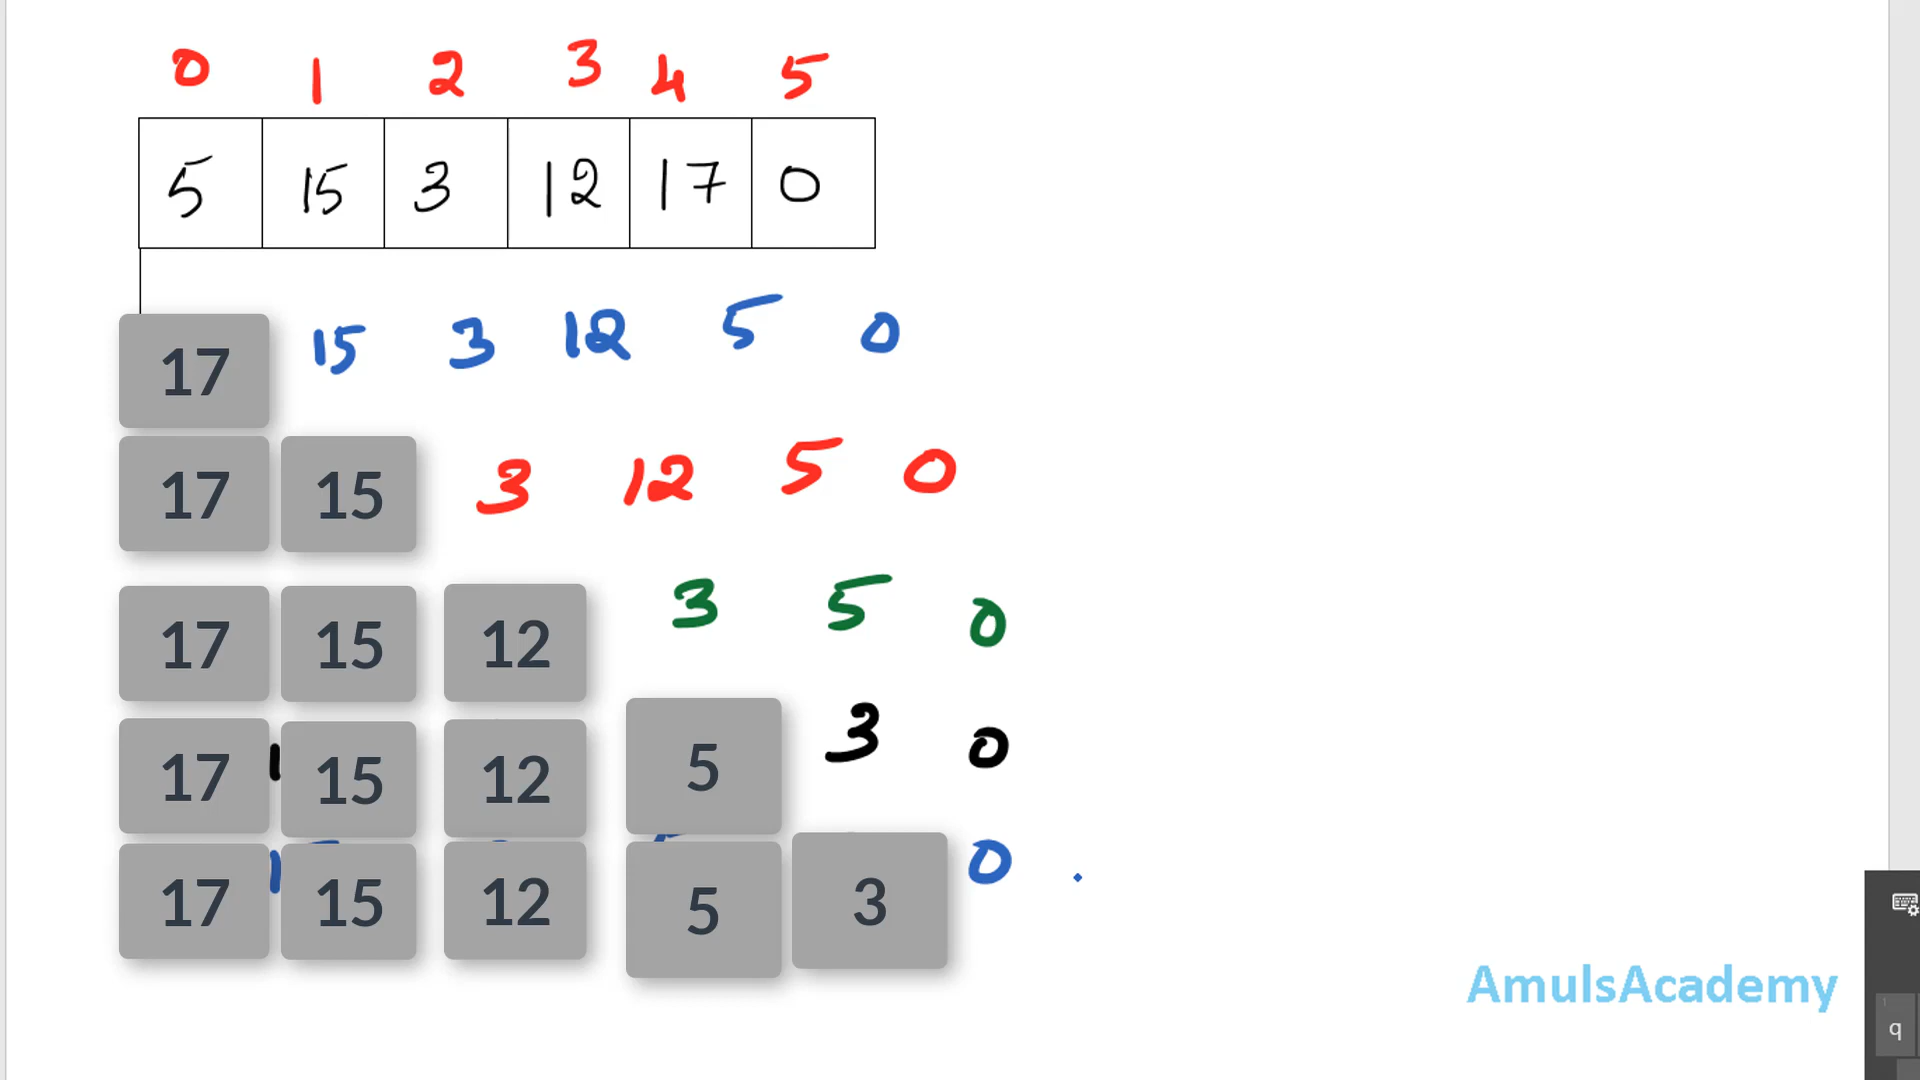 0 1 2 3 4 5
5 15 3 12 17 0
17 15 3 12 5 0
17 15 3 12 5 0
17 15 12 3 5 0
17 15 12 5 3 0
17 15 12 5 3 0 .
AmulsAcademy
1
q